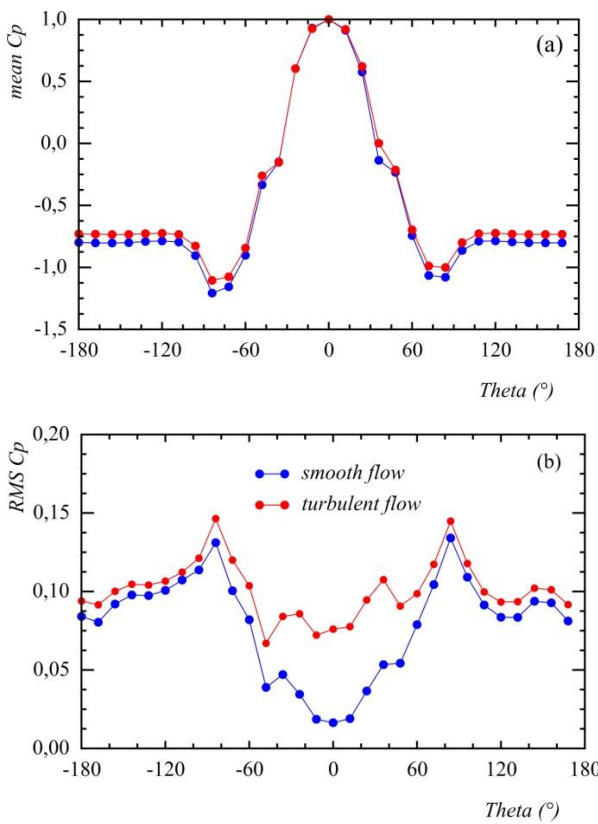 (a)
mean Cp
1,0
0,5
0,0
-0,5
-1,0
-1,5
-180 -120 -60 0 60 120 180
Theta (°)
(b)
RMS Cp
0,20
0,15
0,10
0,05
0,00
smooth flow
turbulent flow
-180 -120 -60 0 60 120 180
Theta (°)